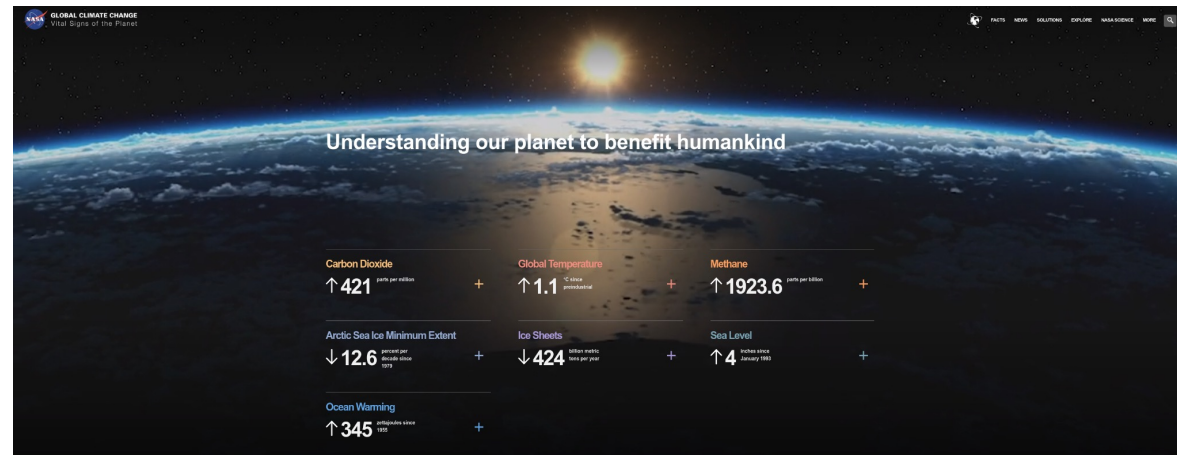 NASA
GLOBAL CLIMATE CHANGE
Vital Signs of the Planet
FACTS NEWS SOLUTIONS EXPLORE NASA SCIENCE MORE
Understanding our planet to benefit humankind
Carbon Dioxide
↑ 421 parts per million +
Global Temperature
↑ 1.1 °C since
preindustrial +
Methane
↑ 1923.6 parts per billion +
Arctic Sea Ice Minimum Extent
↓ 12.6 percent per
decade since
1979 +
Ice Sheets
↓ 424 billion metric
tons per year +
Sea Level
↑ 4 inches since
January 1993 +
Ocean Warming
↑ 345 zettajoules since
1955 +